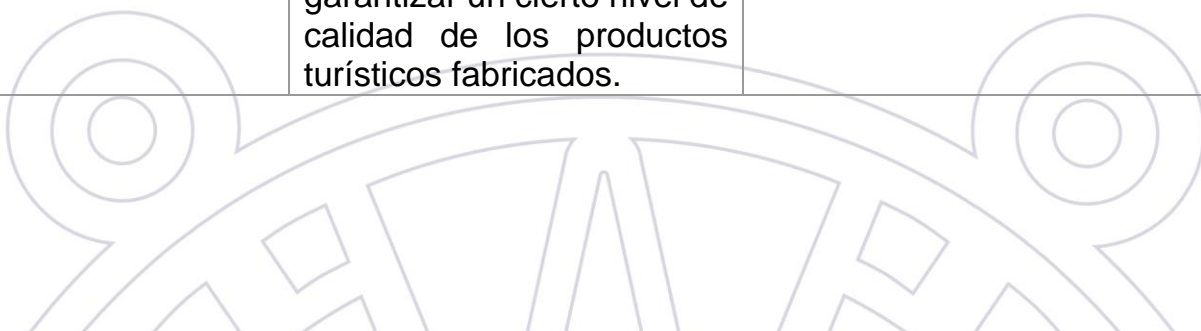 garantizar un cierto nivel de
calidad de los productos
turísticos fabricados.